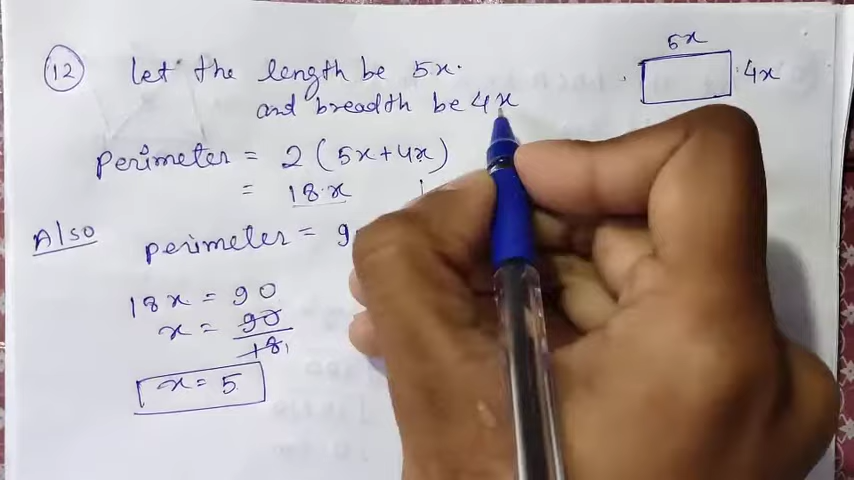 12 Let the length be 5x.
and breadth be 4x
5x
4x
perimeter = 2 (5x+4x)
= 18x
Also perimeter = 9
18x = 90
x = 90/18
x = 5